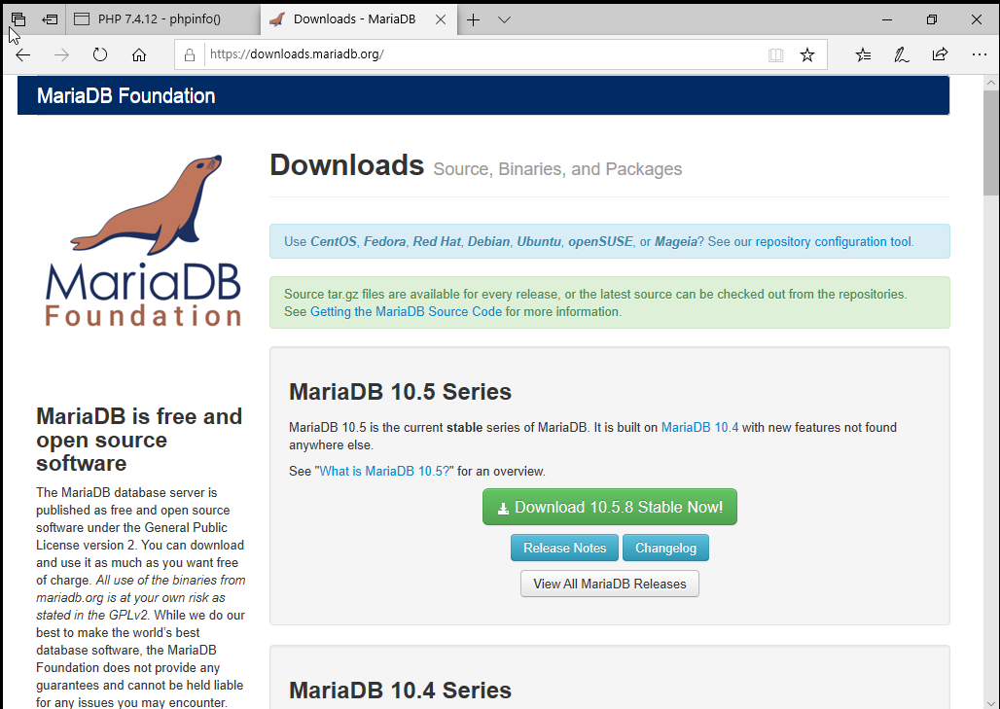 PHP 7.4.12 - phpinfo()
Downloads - MariaDB
https://downloads.mariadb.org/
MariaDB Foundation
MariaDB
Foundation
MariaDB is free and
open source
software
The MariaDB database server is
published as free and open source
software under the General Public
License version 2. You can download
and use it as much as you want free
of charge. All use of the binaries from
mariadb.org is at your own risk as
stated in the GPLv2. While we do our
best to make the world's best
database software, the MariaDB
Foundation does not provide any
guarantees and cannot be held liable
for any issues you may encounter.
Downloads Source, Binaries, and Packages
Use CentOS, Fedora, Red Hat, Debian, Ubuntu, openSUSE, or Mageia? See our repository configuration tool.
Source tar.gz files are available for every release, or the latest source can be checked out from the repositories.
See Getting the MariaDB Source Code for more information.
MariaDB 10.5 Series
MariaDB 10.5 is the current stable series of MariaDB. It is built on MariaDB 10.4 with new features not found
anywhere else.
See "What is MariaDB 10.5?" for an overview.
Download 10.5.8 Stable Now!
Release Notes
Changelog
View All MariaDB Releases
MariaDB 10.4 Series